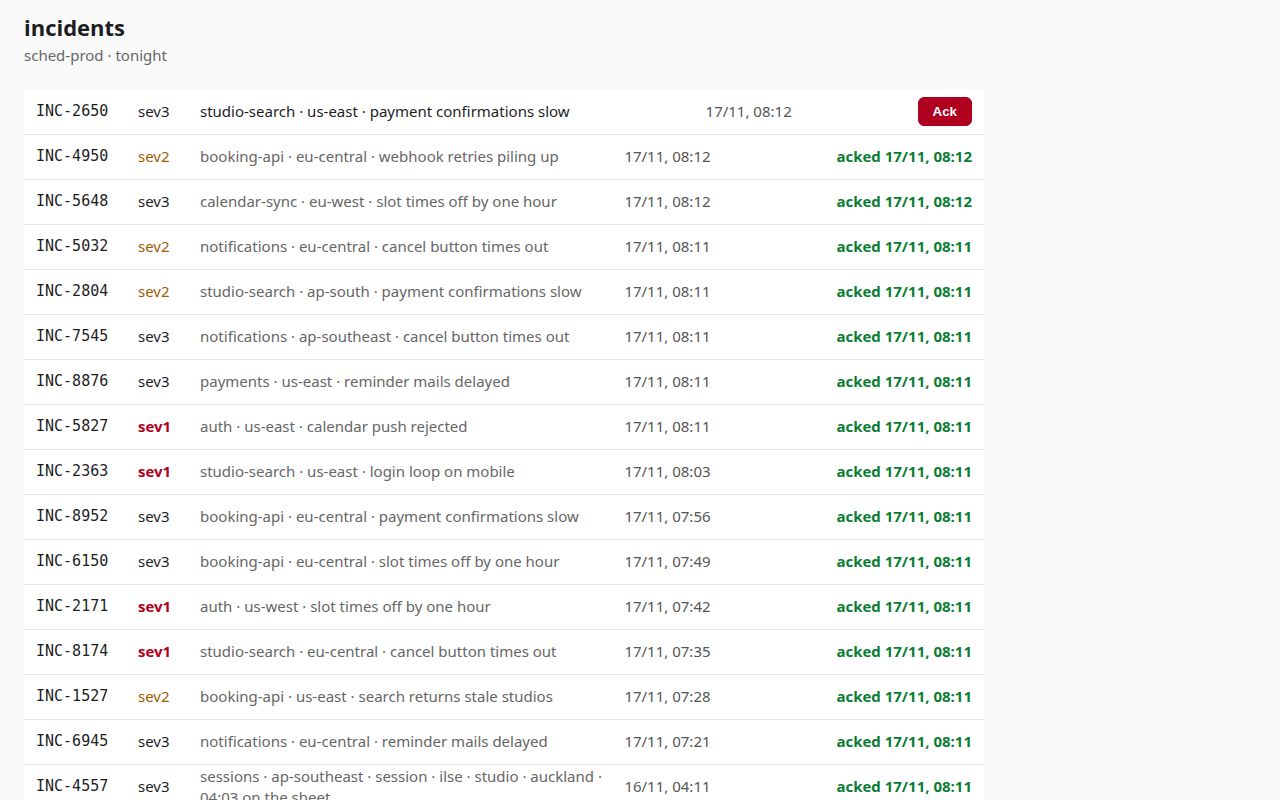 incidents
sched-prod · tonight
INC-2650 sev3 studio-search · us-east · payment confirmations slow 17/11, 08:12 Ack
INC-4950 sev2 booking-api · eu-central · webhook retries piling up 17/11, 08:12 acked 17/11, 08:12
INC-5648 sev3 calendar-sync · eu-west · slot times off by one hour 17/11, 08:12 acked 17/11, 08:12
INC-5032 sev2 notifications · eu-central · cancel button times out 17/11, 08:11 acked 17/11, 08:11
INC-2804 sev2 studio-search · ap-south · payment confirmations slow 17/11, 08:11 acked 17/11, 08:11
INC-7545 sev3 notifications · ap-southeast · cancel button times out 17/11, 08:11 acked 17/11, 08:11
INC-8876 sev3 payments · us-east · reminder mails delayed 17/11, 08:11 acked 17/11, 08:11
INC-5827 sev1 auth · us-east · calendar push rejected 17/11, 08:11 acked 17/11, 08:11
INC-2363 sev1 studio-search · us-east · login loop on mobile 17/11, 08:03 acked 17/11, 08:11
INC-8952 sev3 booking-api · eu-central · payment confirmations slow 17/11, 07:56 acked 17/11, 08:11
INC-6150 sev3 booking-api · eu-central · slot times off by one hour 17/11, 07:49 acked 17/11, 08:11
INC-2171 sev1 auth · us-west · slot times off by one hour 17/11, 07:42 acked 17/11, 08:11
INC-8174 sev1 studio-search · eu-central · cancel button times out 17/11, 07:35 acked 17/11, 08:11
INC-1527 sev2 booking-api · us-east · search returns stale studios 17/11, 07:28 acked 17/11, 08:11
INC-6945 sev3 notifications · eu-central · reminder mails delayed 17/11, 07:21 acked 17/11, 08:11
INC-4557 sev3 sessions · ap-southeast · session · ilse · studio · auckland · 16/11, 04:11 acked 17/11, 08:11
04:03 on the sheet